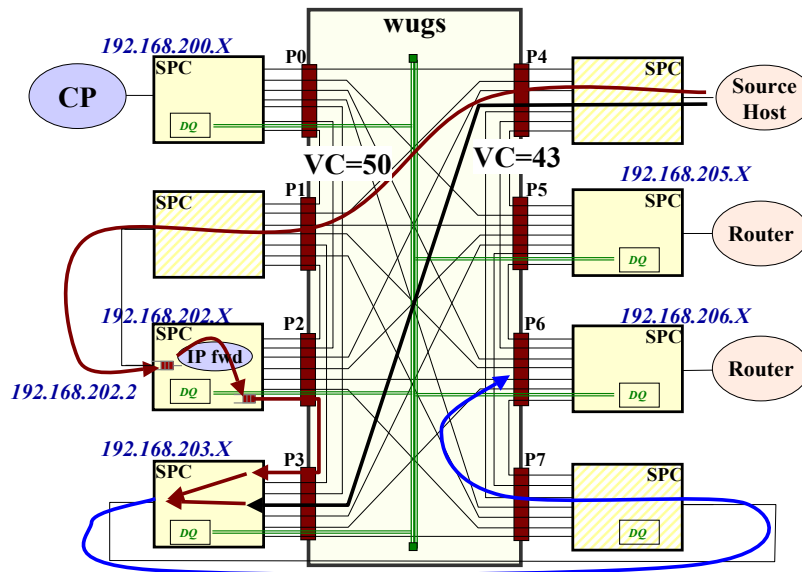 wugs
192.168.200.X
SPC
P0
P4
SPC
CP
DQ
Source
Host
VC=50
VC=43
SPC
P1
P5
192.168.205.X
SPC
Router
DQ
192.168.202.X
SPC
P2
P6
192.168.206.X
SPC
IP fwd
Router
192.168.202.2
DQ
DQ
192.168.203.X
SPC
P3
P7
SPC
DQ
DQ